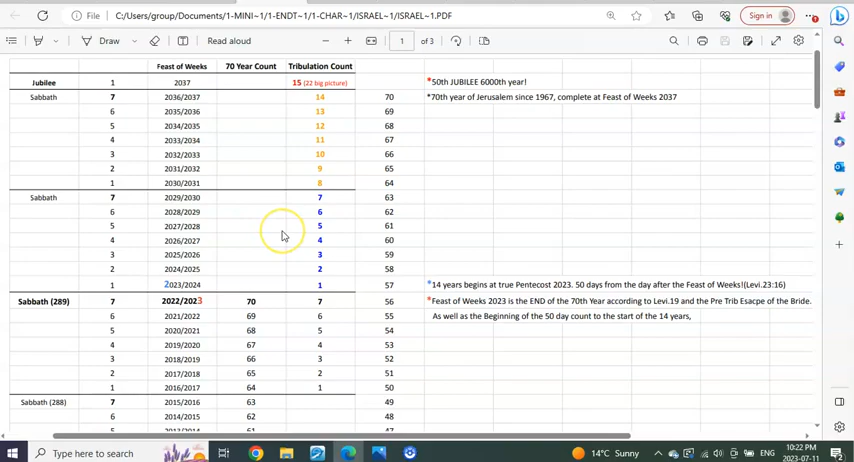 File C:/Users/group/Documents/1-MINI~1/1-ENDT~1/1-CHAR~1/ISRAEL~1/ISRAEL~1.PDF Sign in
Draw Read aloud 1 of 3
Feast of Weeks 70 Year Count Tribulation Count
Jubilee 1 2037 15 (22 big picture) *50th JUBILEE 6000th year!
Sabbath 7 2036/2037 14 70 *70th year of Jerusalem since 1967, complete at Feast of Weeks 2037
6 2035/2036 13 69
5 2034/2035 12 68
4 2033/2034 11 67
3 2032/2033 10 66
2 2031/2032 9 65
1 2030/2031 8 64
Sabbath 7 2029/2030 7 63
6 2028/2029 6 62
5 2027/2028 5 61
4 2026/2027 4 60
3 2025/2026 3 59
2 2024/2025 2 58
1 2023/2024 1 57 *14 years begins at true Pentecost 2023. 50 days from the day after the Feast of Weeks!(Levi.23:16)
Sabbath (289) 7 2022/2023 70 7 56 *Feast of Weeks 2023 is the END of the 70th Year according to Levi.19 and the Pre Trib Esacpe of the Bride.
6 2021/2022 69 6 55 As well as the Beginning of the 50 day count to the start of the 14 years,
5 2020/2021 68 5 54
4 2019/2020 67 4 53
3 2018/2019 66 3 52
2 2017/2018 65 2 51
1 2016/2017 64 1 50
Sabbath (288) 7 2015/2016 63 49
6 2014/2015 62 48
5 2013/2014 61 47
Type here to search 14°C Sunny ENG 10:22 PM
2023-07-11